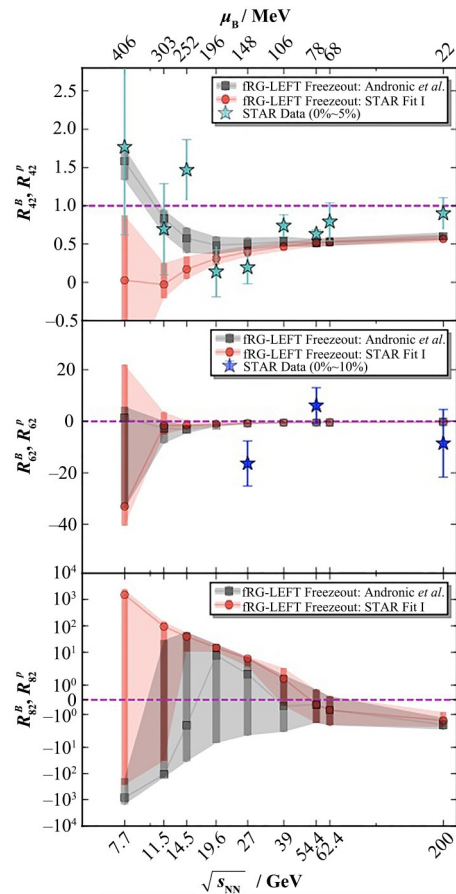 μB / MeV
406 303 252 196 148 106 78 68 22
fRG-LEFT Freezeout: Andronic et al.
fRG-LEFT Freezeout: STAR Fit I
STAR Data (0%~5%)
2.5
2.0
1.5
1.0
0.5
0
−0.5
R^B_42, R^p_42
fRG-LEFT Freezeout: Andronic et al.
fRG-LEFT Freezeout: STAR Fit I
STAR Data (0%~10%)
20
0
−20
−40
R^B_62, R^p_62
fRG-LEFT Freezeout: Andronic et al.
fRG-LEFT Freezeout: STAR Fit I
10^4
10^3
10^2
10^1
10^0
0
−10^0
−10^1
−10^2
−10^3
−10^4
R^B_82, R^p_82
7.7 11.5 14.5 19.6 27 39 54.4 62.4 200
√sNN / GeV